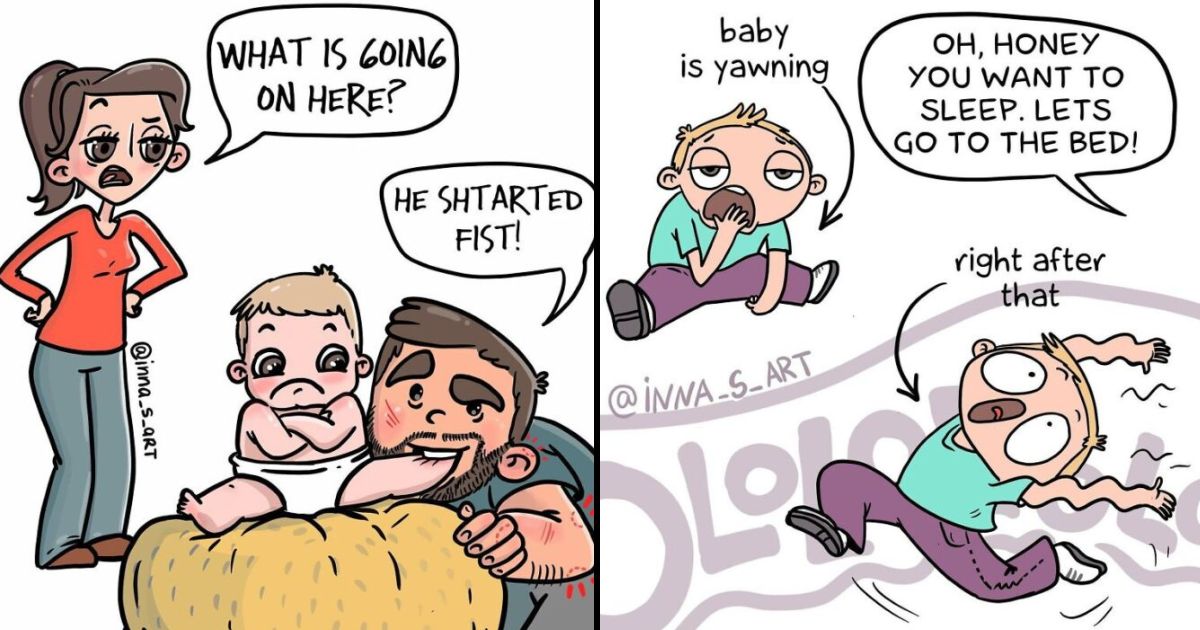 WHAT IS GOING
ON HERE?
HE SHTARTED
FIST!
@inna_s_art
baby
is yawning
OH, HONEY
YOU WANT TO
SLEEP. LETS
GO TO THE BED!
right after
that
@INNA_S_ART